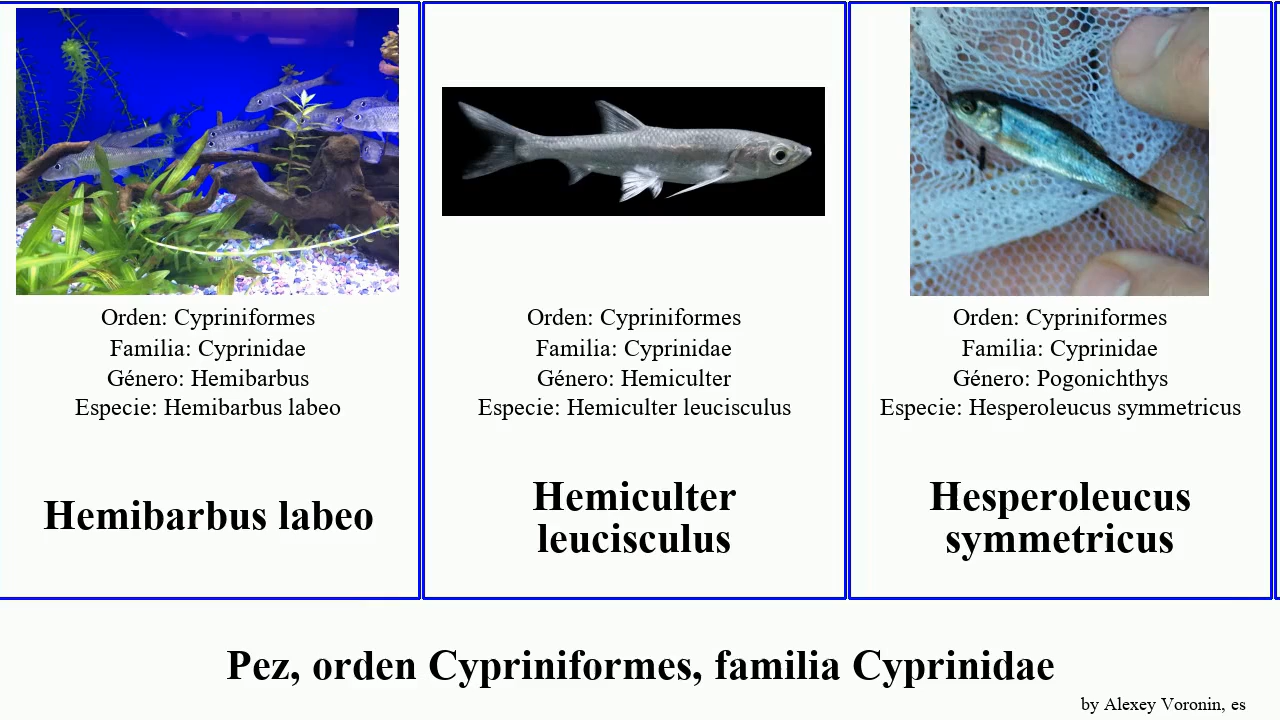 Orden: Cypriniformes
Familia: Cyprinidae
Género: Hemibarbus
Especie: Hemibarbus labeo
Hemibarbus labeo
Orden: Cypriniformes
Familia: Cyprinidae
Género: Hemiculter
Especie: Hemiculter leucisculus
Hemiculter
leucisculus
Orden: Cypriniformes
Familia: Cyprinidae
Género: Pogonichthys
Especie: Hesperoleucus symmetricus
Hesperoleucus
symmetricus
Pez, orden Cypriniformes, familia Cyprinidae
by Alexey Voronin, es